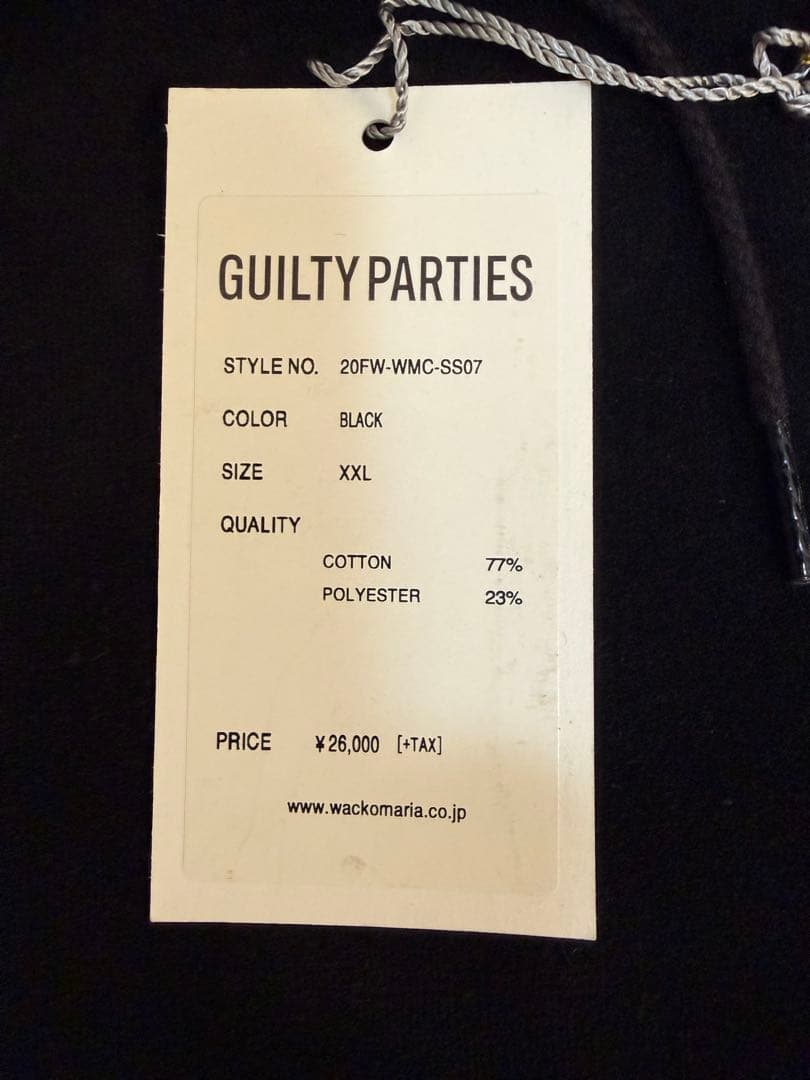 GUILTY PARTIES
STYLE NO. 20FW-WMC-SS07
COLOR BLACK
SIZE XXL
QUALITY
COTTON 77%
POLYESTER 23%
PRICE ¥26,000 [+TAX]
www.wackomaria.co.jp